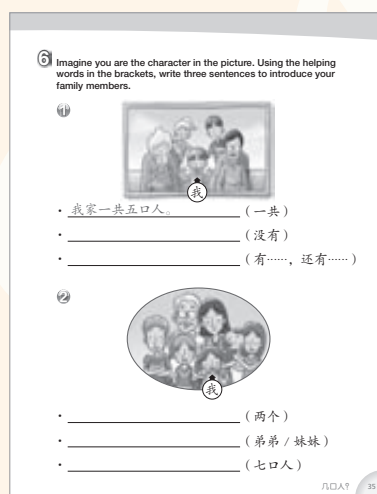 6 Imagine you are the character in the picture. Using the helping
words in the brackets, write three sentences to introduce your
family members.
1
我
· 我家一共五口人。 (一共)
· (没有)
· (有……，还有……)
2
我
· (两个)
· (弟弟 / 妹妹)
· (七口人)
几口人? 35